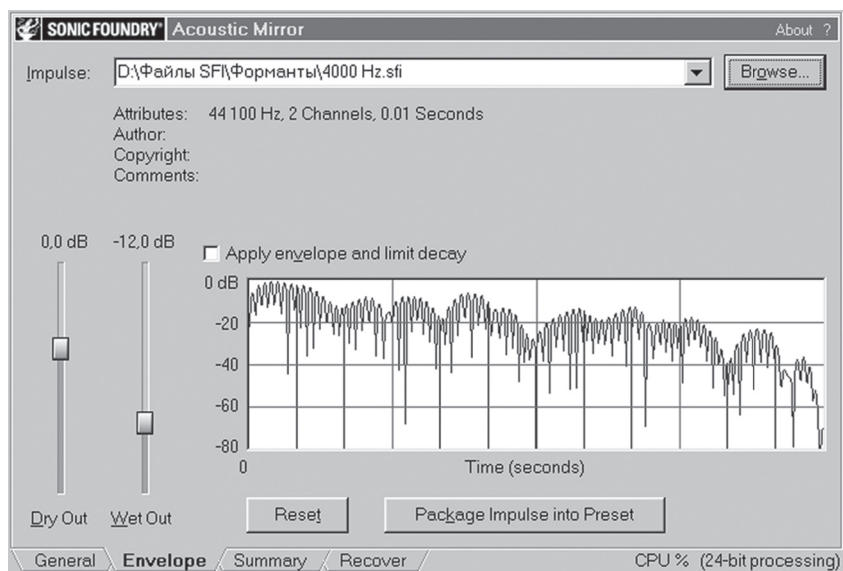 SONIC FOUNDRY® Acoustic Mirror About ?
Impulse: D:\Файлы SFI\Форманты\4000 Hz.sfi Browse...
Attributes: 44 100 Hz, 2 Channels, 0.01 Seconds
Author:
Copyright:
Comments:
0,0 dB -12,0 dB
Apply envelope and limit decay
0 dB
-20
-40
-60
-80
0 Time (seconds)
Dry Out Wet Out Reset Package Impulse into Preset
General Envelope Summary Recover CPU % (24-bit processing)